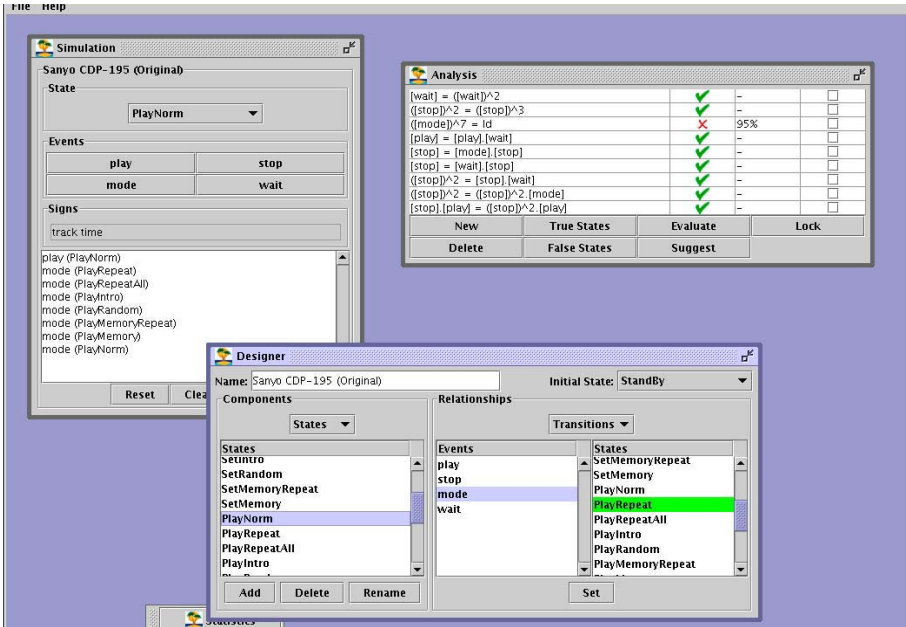 File Help
Simulation
Sanyo CDP-195 (Original)
State
PlayNorm
Events
play stop
mode wait
Signs
track time
play (PlayNorm)
mode (PlayRepeat)
mode (PlayRepeatAll)
mode (PlayIntro)
mode (PlayRandom)
mode (PlayMemoryRepeat)
mode (PlayMemory)
mode (PlayNorm)
Reset Clea
Analysis
[wait] = ([wait])^2 -
([stop])^2 = ([stop])^3 -
([mode])^7 = Id 95%
[play] = [play].[wait] -
[stop] = [mode].[stop] -
[stop] = [wait].[stop] -
([stop])^2 = [stop].[wait] -
([stop])^2 = ([stop])^2.[mode] -
[stop].[play] = ([stop])^2.[play] -
New True States Evaluate Lock
Delete False States Suggest
Designer
Name: Sanyo CDP-195 (Original) Initial State: StandBy
Components
States
States
SetIntro
SetRandom
SetMemoryRepeat
SetMemory
PlayNorm
PlayRepeat
PlayRepeatAll
PlayIntro
Add Delete Rename
Relationships
Transitions
Events
play
stop
mode
wait
States
SetMemoryRepeat
SetMemory
PlayNorm
PlayRepeat
PlayRepeatAll
PlayIntro
PlayRandom
PlayMemoryRepeat
Set
Statistics